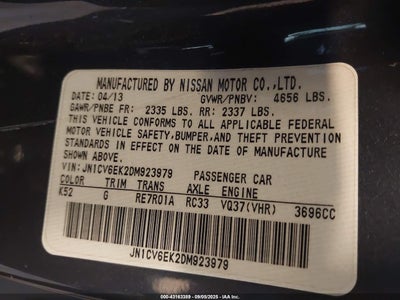 MANUFACTURED BY NISSAN MOTOR CO.,LTD.
DATE: 04/13 GVWR/PNBV: 4656 LBS.
GAWR/PNBE FR: 2335 LBS. RR: 2337 LBS.
THIS VEHICLE CONFORMS TO ALL APPLICABLE FEDERAL
MOTOR VEHICLE SAFETY,BUMPER,AND THEFT PREVENTION
STANDARDS IN EFFECT ON THE DATE OF MANUFACTURE
SHOWN ABOVE.
VIN: JN1CV6EK2DM923979 PASSENGER CAR
COLOR TRIM TRANS AXLE ENGINE
K52 G RE7R01A RC33 VQ37(VHR) 3696CC
JN1CV6EK2DM923979
000-43163389 - 09/09/2025 - IAA